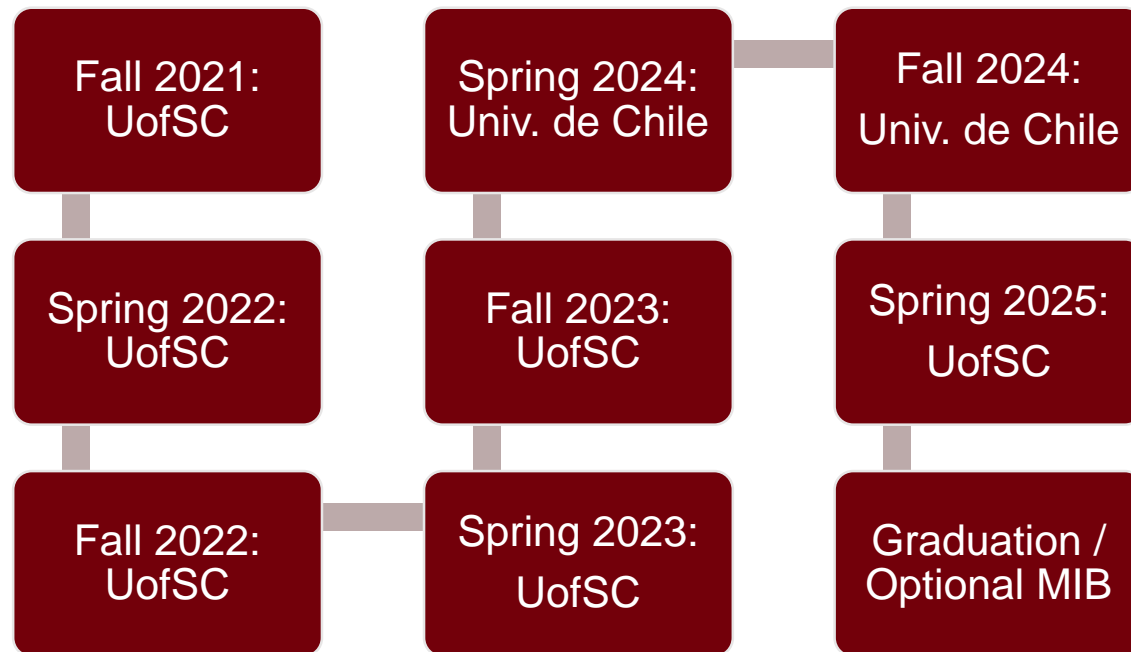 Fall 2021:
UofSC
Spring 2022:
UofSC
Fall 2022:
UofSC
Spring 2023:
UofSC
Fall 2023:
UofSC
Spring 2024:
Univ. de Chile
Fall 2024:
Univ. de Chile
Spring 2025:
UofSC
Graduation /
Optional MIB